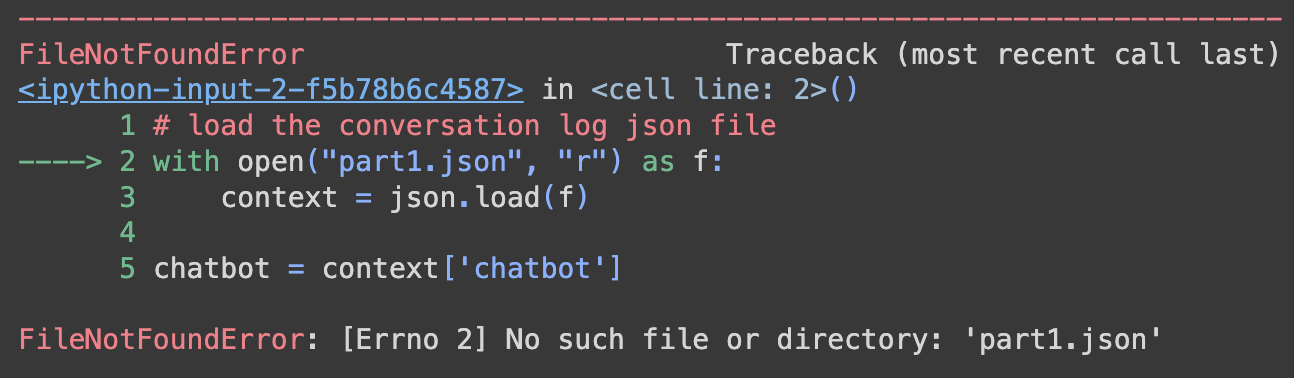 ---------------------------------------------------------------------------
FileNotFoundError                         Traceback (most recent call last)
<ipython-input-2-f5b78b6c4587> in <cell line: 2>()
      1 # load the conversation log json file
----> 2 with open("part1.json", "r") as f:
      3     context = json.load(f)
      4
      5 chatbot = context['chatbot']
FileNotFoundError: [Errno 2] No such file or directory: 'part1.json'